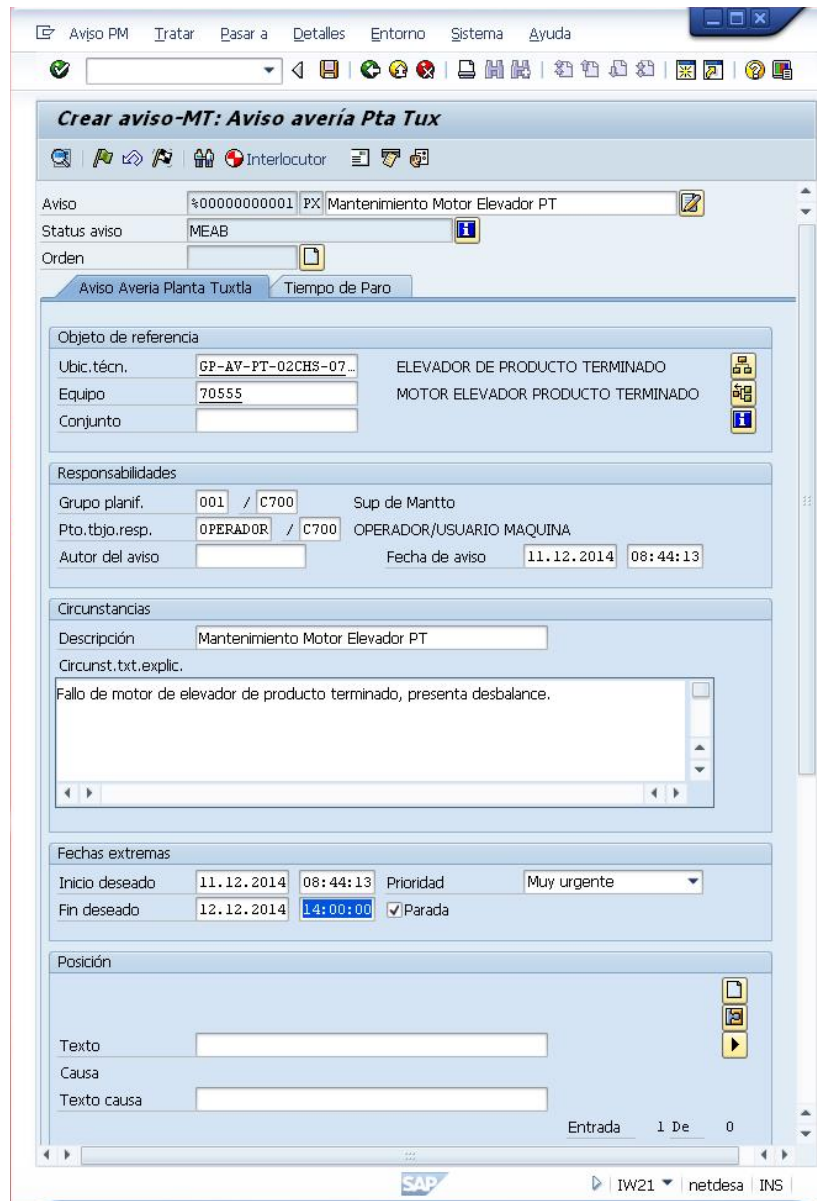 Aviso PM Tratar Pasar a Detalles Entorno Sistema Ayuda
Crear aviso-MT: Aviso avería Pta Tux
Interlocutor
Aviso %00000000001 PX Mantenimiento Motor Elevador PT
Status aviso MEAB
Orden
Aviso Averia Planta Tuxtla Tiempo de Paro
Objeto de referencia
Ubic.técn. GP-AV-PT-02CHS-07… ELEVADOR DE PRODUCTO TERMINADO
Equipo 70555 MOTOR ELEVADOR PRODUCTO TERMINADO
Conjunto
Responsabilidades
Grupo planif. 001 / C700 Sup de Mantto
Pto.tbjo.resp. OPERADOR / C700 OPERADOR/USUARIO MAQUINA
Autor del aviso Fecha de aviso 11.12.2014 08:44:13
Circunstancias
Descripción Mantenimiento Motor Elevador PT
Circunst.txt.explic.
Fallo de motor de elevador de producto terminado, presenta desbalance.
Fechas extremas
Inicio deseado 11.12.2014 08:44:13 Prioridad Muy urgente
Fin deseado 12.12.2014 14:00:00 Parada
Posición
Texto
Causa
Texto causa
Entrada 1 De 0
SAP IW21 netdesa INS